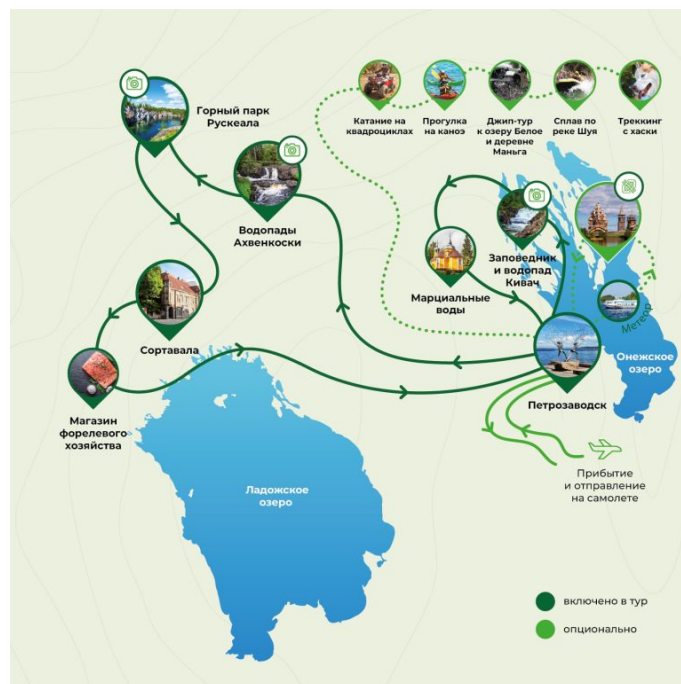 Горный парк
Рускеала
Катание на
квадроциклах
Прогулка
на каноэ
Джип-тур
к озеру Белое
и деревне
Маньга
Сплав по
реке Шуя
Треккинг
с хаски
Водопады
Ахвенкоски
Заповедник
и водопад
Кивач
Марциальные
воды
Метеор
Сортавала
Онежское
озеро
Петрозаводск
Магазин
форелевого
хозяйства
Прибытие
и отправление
на самолете
Ладожское
озеро
включено в тур
опционально